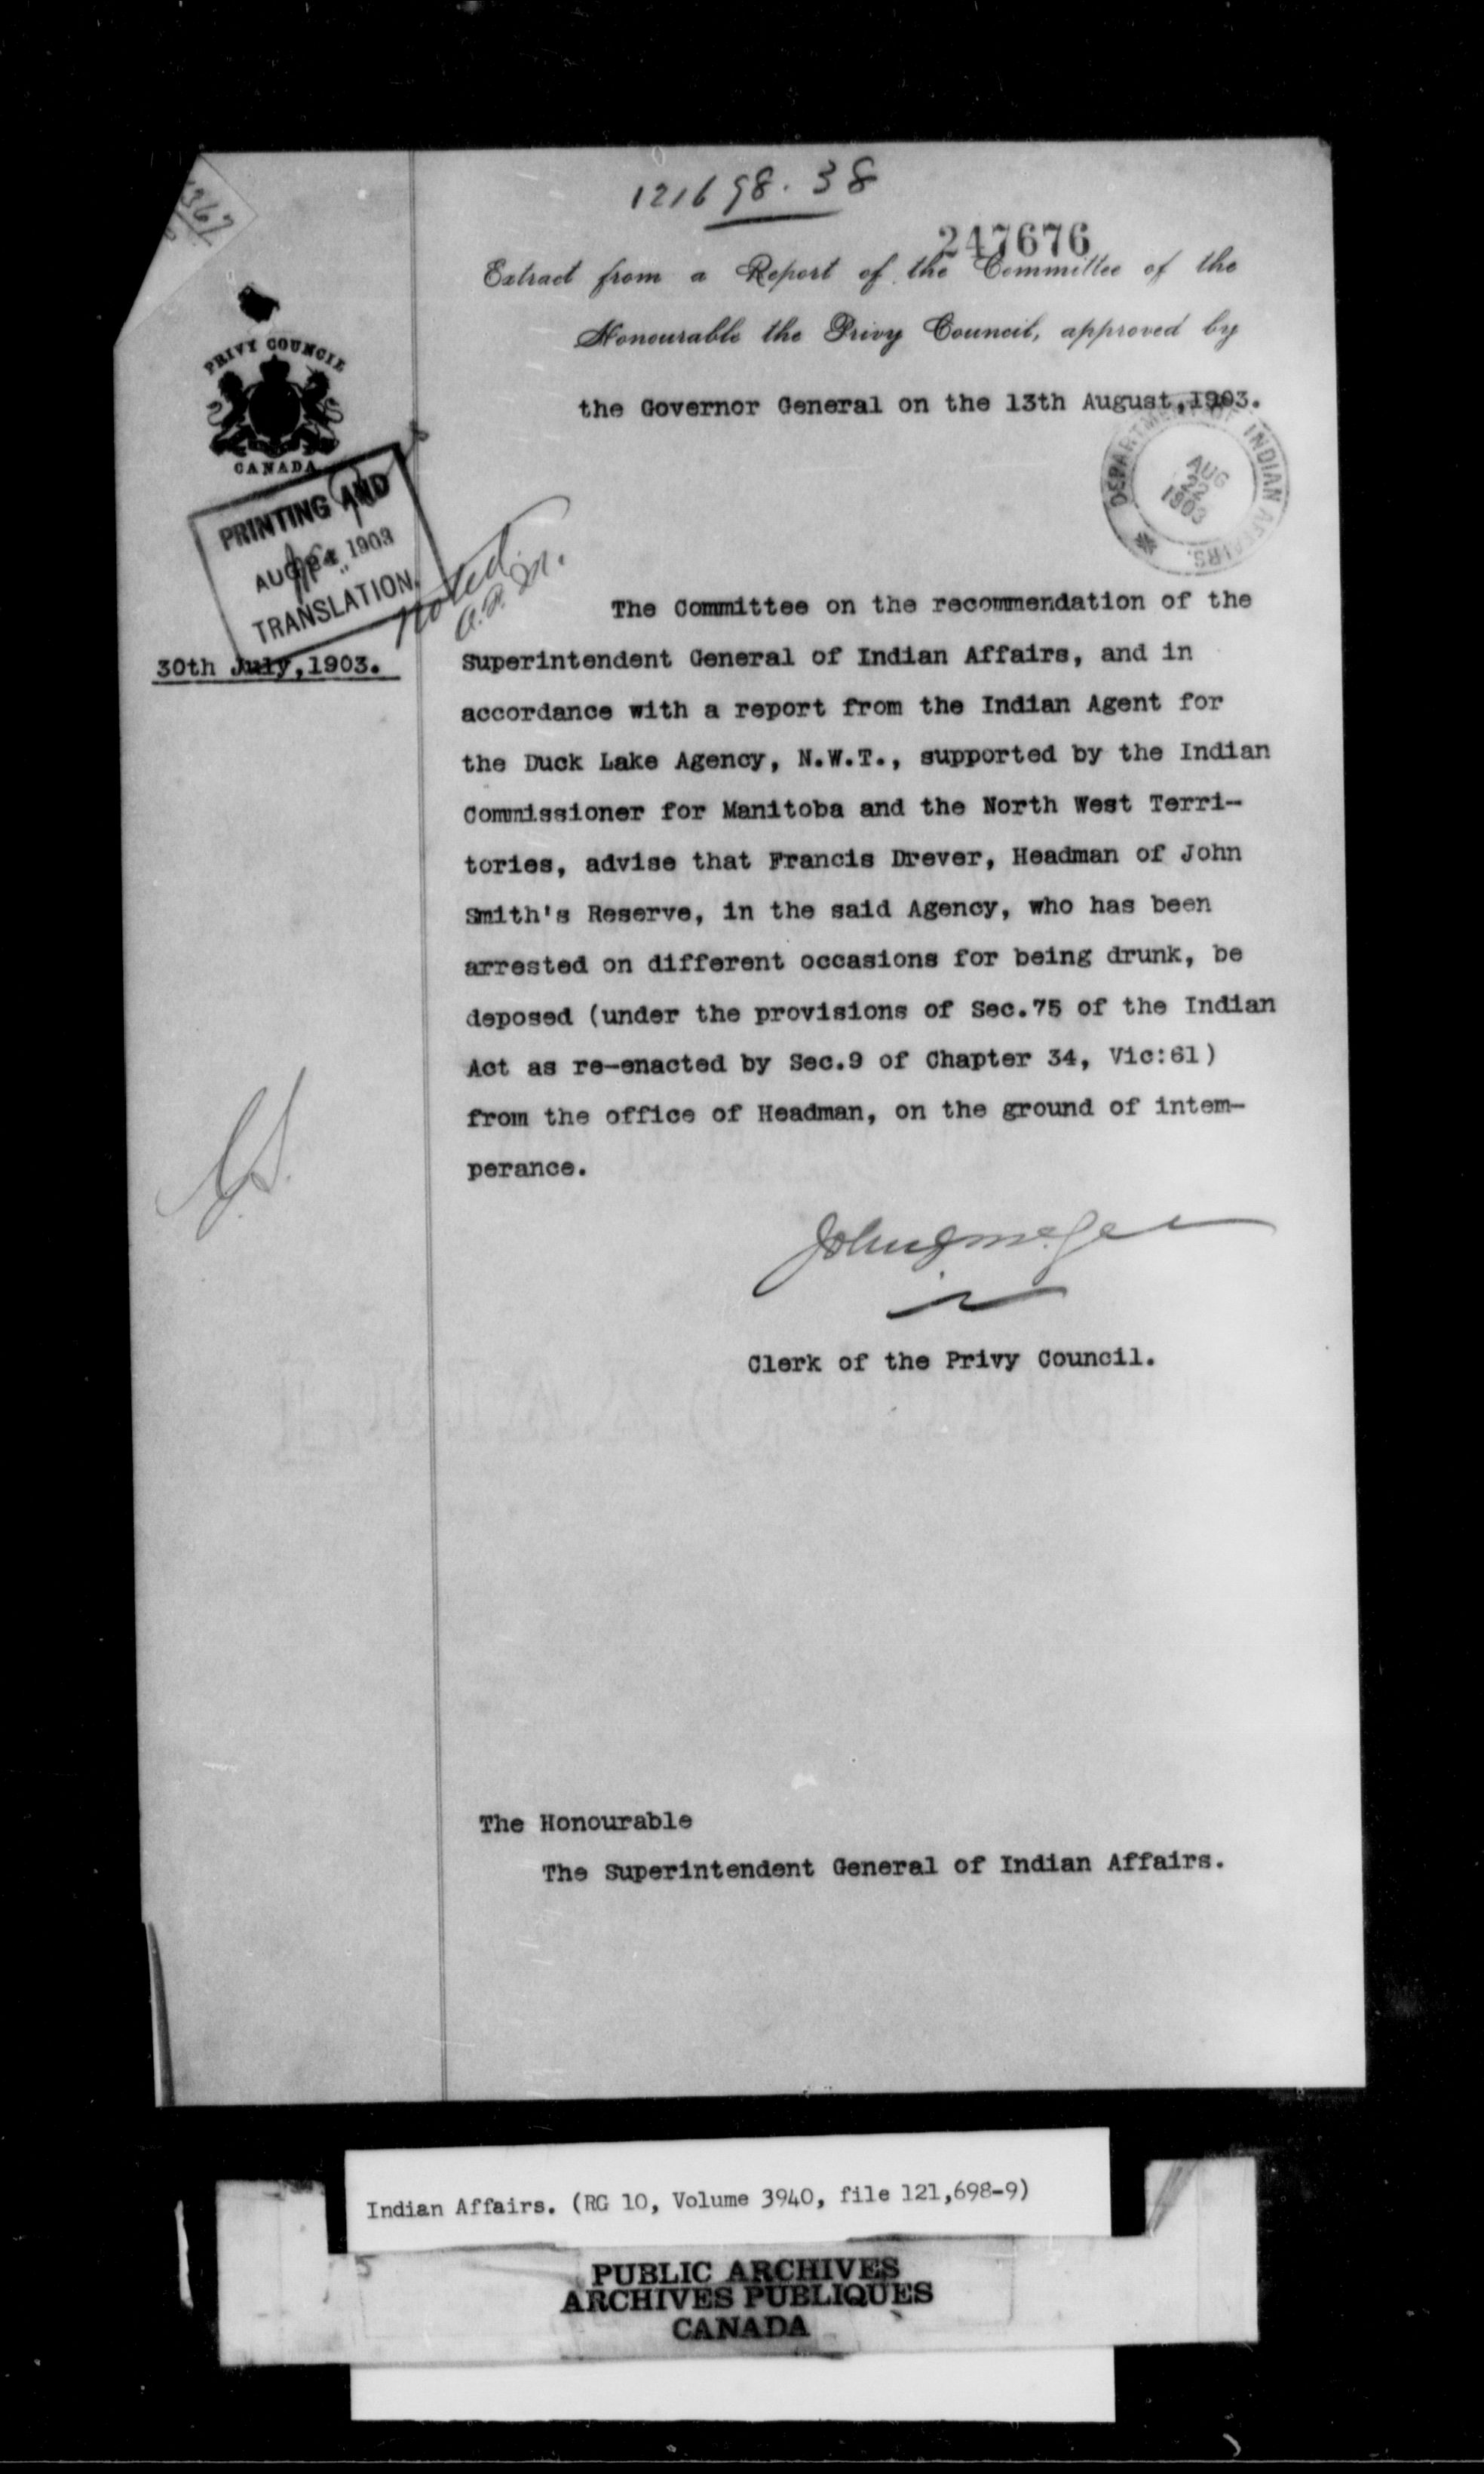 121698.38
247676
Extract from a Report of the Committee of the
Honourable the Privy Council, approved by
the Governor General on the 13th August, 1903.
PRIVY COUNCIL
CANADA
DEPARTMENT OF INDIAN AFFAIRS.
AUG
22
1903
PRINTING AND
AUG 24 1903
TRANSLATION.
Noted
30th July, 1903.
The Committee on the recommendation of the
Superintendent General of Indian Affairs, and in
accordance with a report from the Indian Agent for
the Duck Lake Agency, N.W.T., supported by the Indian
Commissioner for Manitoba and the North West Terri-
tories, advise that Francis Drever, Headman of John
Smith's Reserve, in the said Agency, who has been
arrested on different occasions for being drunk, be
deposed (under the provisions of Sec.75 of the Indian
Act as re-enacted by Sec.9 of Chapter 34, Vic:61)
from the office of Headman, on the ground of intem-
perance.
Clerk of the Privy Council.
The Honourable
The Superintendent General of Indian Affairs.
Indian Affairs. (RG 10, Volume 3940, file 121,698-9)
PUBLIC ARCHIVES
ARCHIVES PUBLIQUES
CANADA